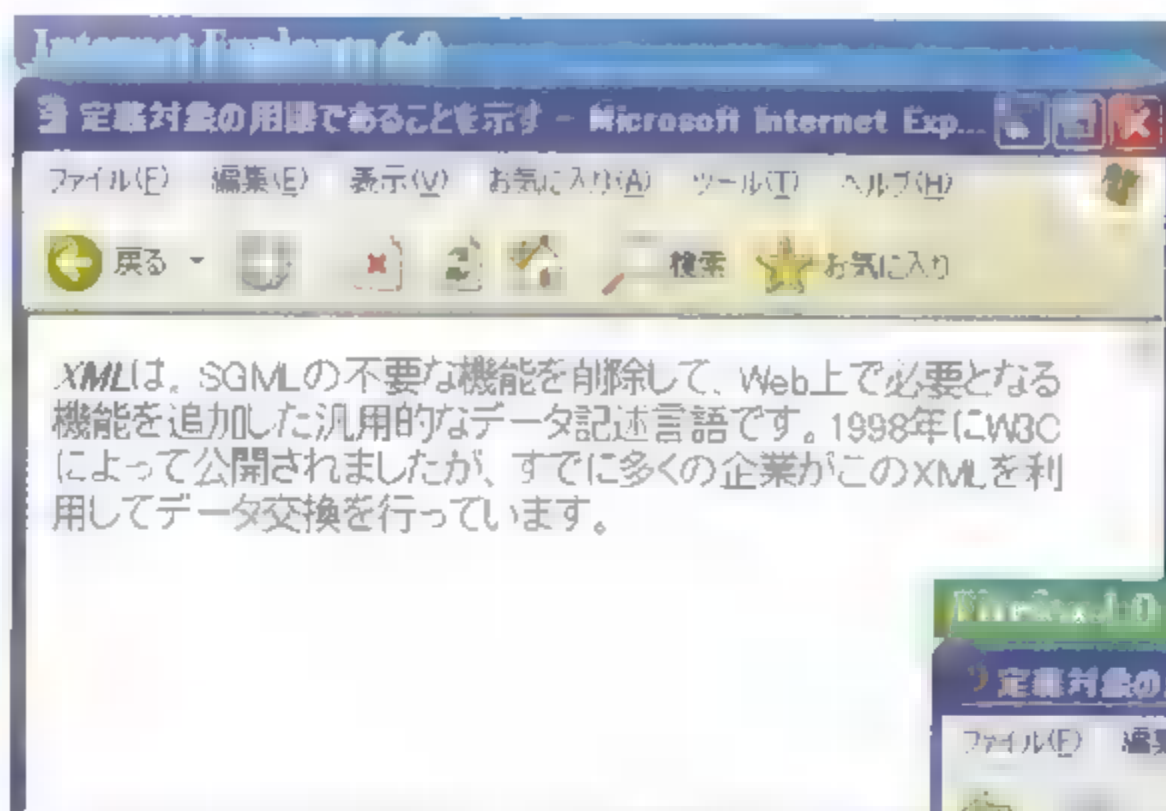 Internet Explorer 6.0
定義対象の用語であることを示す - Microsoft Internet Exp...
ファイル(F) 編集(E) 表示(V) お気に入り(A) ツール(T) ヘルプ(H)
戻る 検索 お気に入り
XMLは、SGMLの不要な機能を削除して、Web上で必要となる
機能を追加した汎用的なデータ記述言語です。1998年にW3C
によって公開されましたが、すでに多くの企業がこのXMLを利
用してデータ交換を行っています。
定義対象の
ファイル(F) 編集